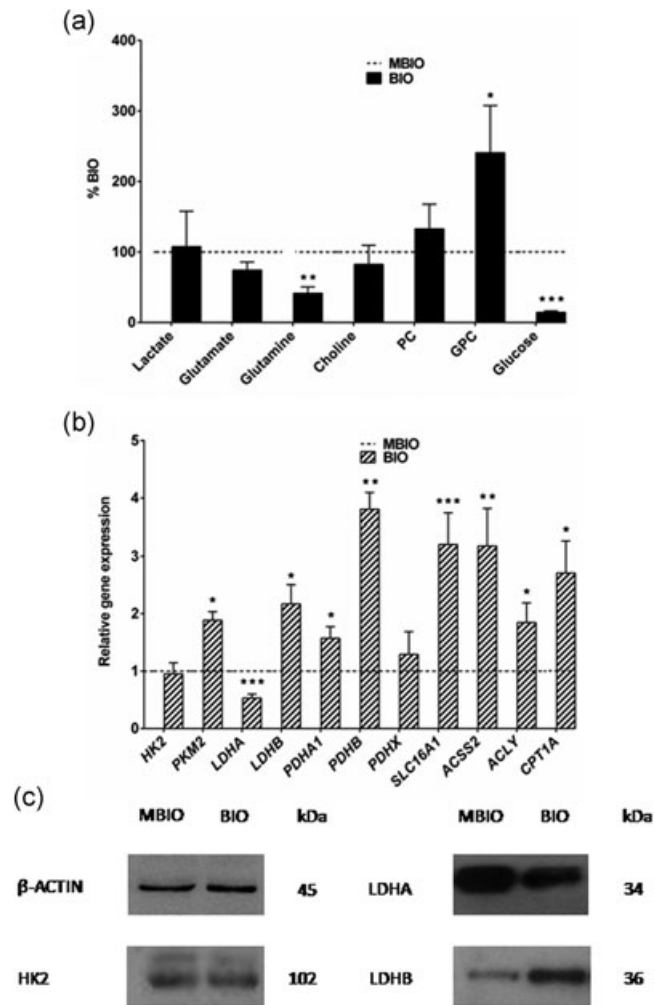 (a)
400
300
200
100
0
% BIO
MBIO
BIO
*
**
***
Lactate
Glutamate
Glutamine
Choline
PC
GPC
Glucose
(b)
5
4
3
2
1
0
Relative gene expression
MBIO
BIO
*
***
*
*
**
***
**
*
*
HK2
PKM2
LDHA
LDHB
PDHA1
PDHB
PDHX
SLC16A1
ACSS2
ACLY
CPT1A
(c)
MBIO BIO kDa MBIO BIO kDa
β-ACTIN 45 LDHA 34
HK2 102 LDHB 36